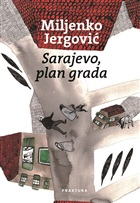 Miljenko
Jergović
Sarajevo,
plan grada
FRAKTURA